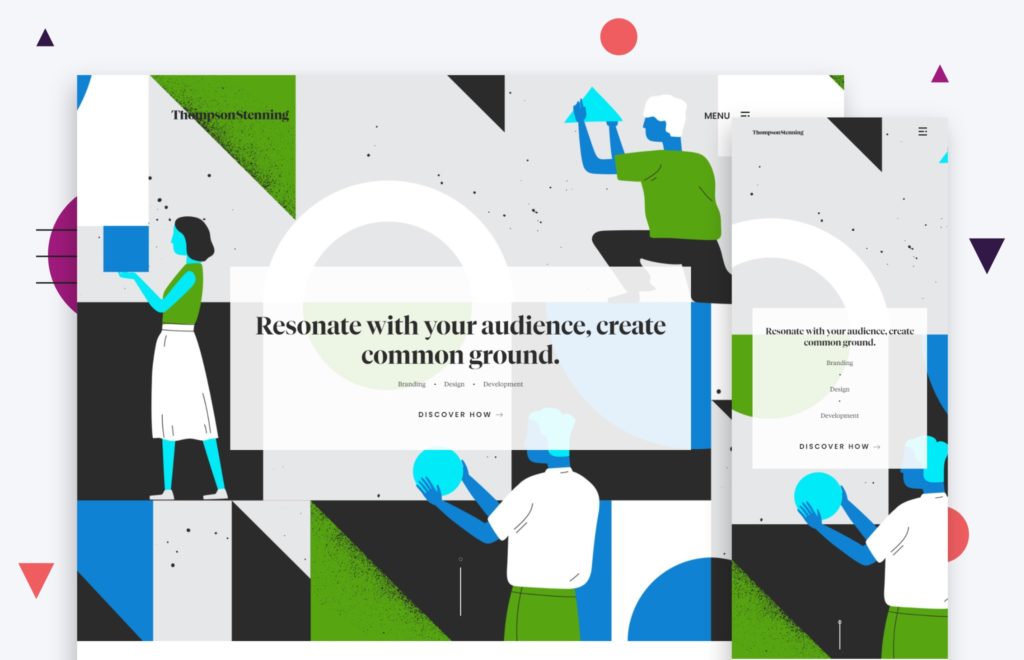 ThompsonStenning
MENU
Resonate with your audience, create
common ground.
Branding • Design • Development
DISCOVER HOW →
ThompsonStenning
Resonate with your audience, create
common ground.
Branding
•
Design
•
Development
DISCOVER HOW →